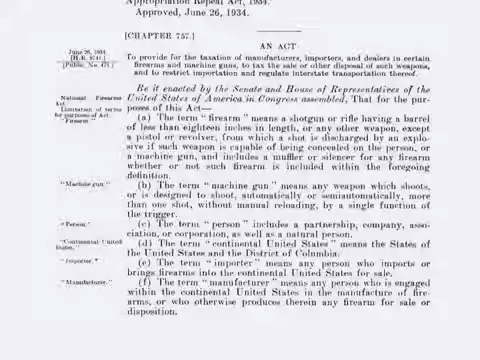 Appropriation Repeal Act, 1934.
Approved, June 26, 1934.
[CHAPTER 757.]
AN ACT
June 26, 1934.
[H.R. 9741.]
[Public, No. 474.]
To provide for the taxation of manufacturers, importers, and dealers in certain
firearms and machine guns, to tax the sale or other disposal of such weapons,
and to restrict importation and regulate interstate transportation thereof.
National Firearms
Act.
Limitation of terms
for purposes of Act.
Be it enacted by the Senate and House of Representatives of the
United States of America in Congress assembled, That for the pur-
poses of this Act—
"Firearm."
(a) The term "firearm" means a shotgun or rifle having a barrel
of less than eighteen inches in length, or any other weapon, except
a pistol or revolver, from which a shot is discharged by an explo-
sive if such weapon is capable of being concealed on the person, or
a machine gun, and includes a muffler or silencer for any firearm
whether or not such firearm is included within the foregoing
definition.
"Machine gun."
(b) The term "machine gun" means any weapon which shoots,
or is designed to shoot, automatically or semiautomatically, more
than one shot, without manual reloading, by a single function of
the trigger.
"Person."
(c) The term "person" includes a partnership, company, asso-
ciation, or corporation, as well as a natural person.
"Continental United
States."
(d) The term "continental United States" means the States of
the United States and the District of Columbia.
"Importer."
(e) The term "importer" means any person who imports or
brings firearms into the continental United States for sale.
"Manufacturer."
(f) The term "manufacturer" means any person who is engaged
within the continental United States in the manufacture of fire-
arms, or who otherwise produces therein any firearm for sale or
disposition.